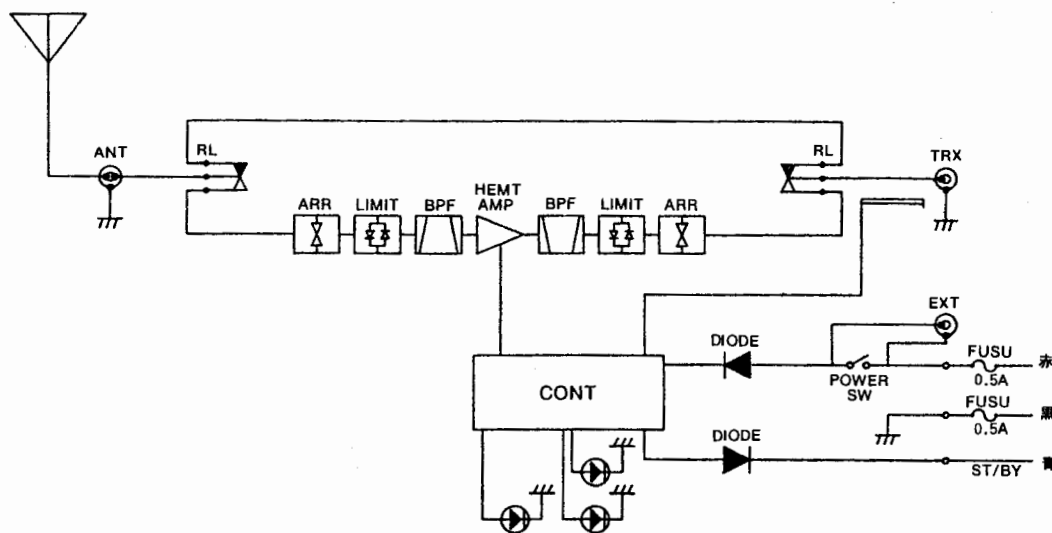 ANT
RL
RL
TRX
ARR
LIMIT
BPF
HEMT
AMP
BPF
LIMIT
ARR
EXT
DIODE
POWER
SW
FUSU
0.5A
赤
CONT
FUSU
0.5A
黒
DIODE
ST/BY